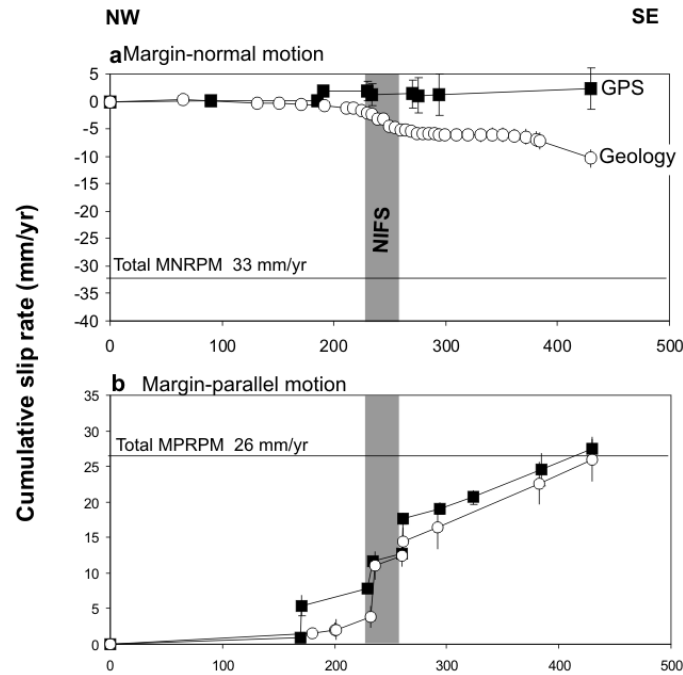 NW SE
a Margin-normal motion
5
0
-5
-10
-15
-20
-25
-30
-35
-40
GPS
Geology
NIFS
Total MNRPM 33 mm/yr
0 100 200 300 400 500
Cumulative slip rate (mm/yr)
b Margin-parallel motion
35
30
25
20
15
10
5
0
Total MPRPM 26 mm/yr
0 100 200 300 400 500